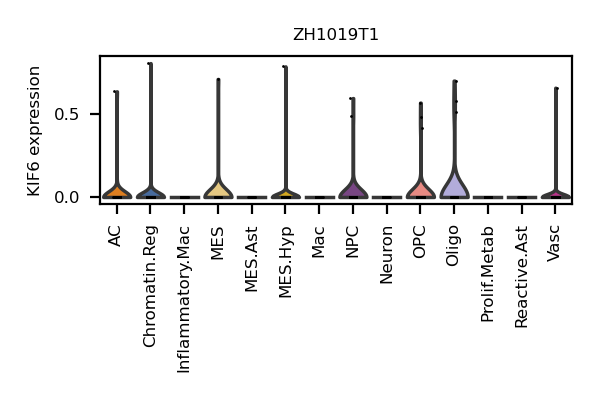 ZH1019T1
KIF6 expression
0.5
0.0
AC
Chromatin.Reg
Inflammatory.Mac
MES
MES.Ast
MES.Hyp
Mac
NPC
Neuron
OPC
Oligo
Prolif.Metab
Reactive.Ast
Vasc